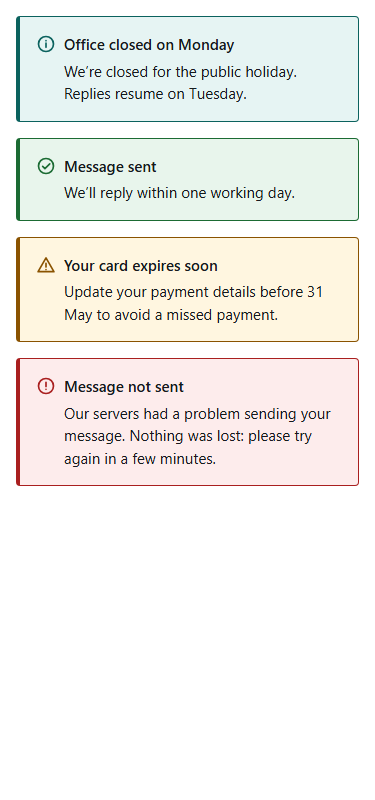 Office closed on Monday
We’re closed for the public holiday.
Replies resume on Tuesday.
Message sent
We’ll reply within one working day.
Your card expires soon
Update your payment details before 31
May to avoid a missed payment.
Message not sent
Our servers had a problem sending your
message. Nothing was lost: please try
again in a few minutes.